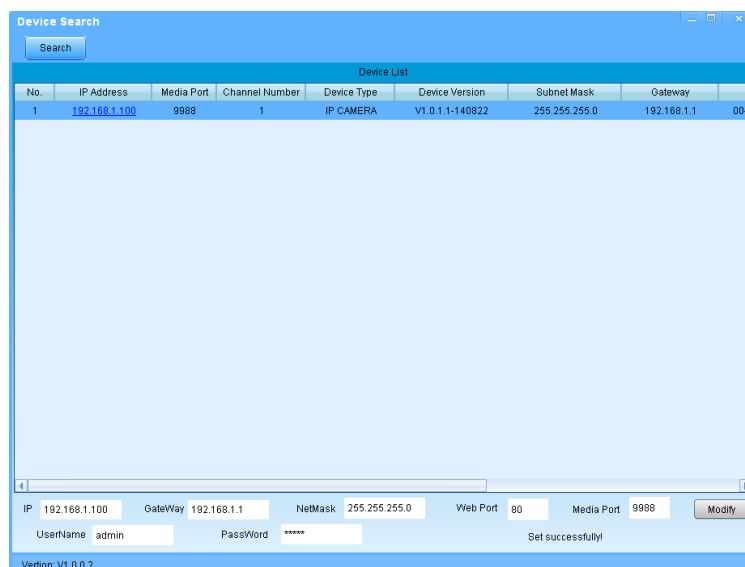 Device Search
Search
Device List
No. IP Address Media Port Channel Number Device Type Device Version Subnet Mask Gateway
1 192.168.1.100 9988 1 IP CAMERA V1.0.1.1-140822 255.255.255.0 192.168.1.1 00
IP 192.168.1.100 GateWay 192.168.1.1 NetMask 255.255.255.0 Web Port 80 Media Port 9988 Modify
UserName admin PassWord ***** Set successfully!
Vertion: V1.0.0.2